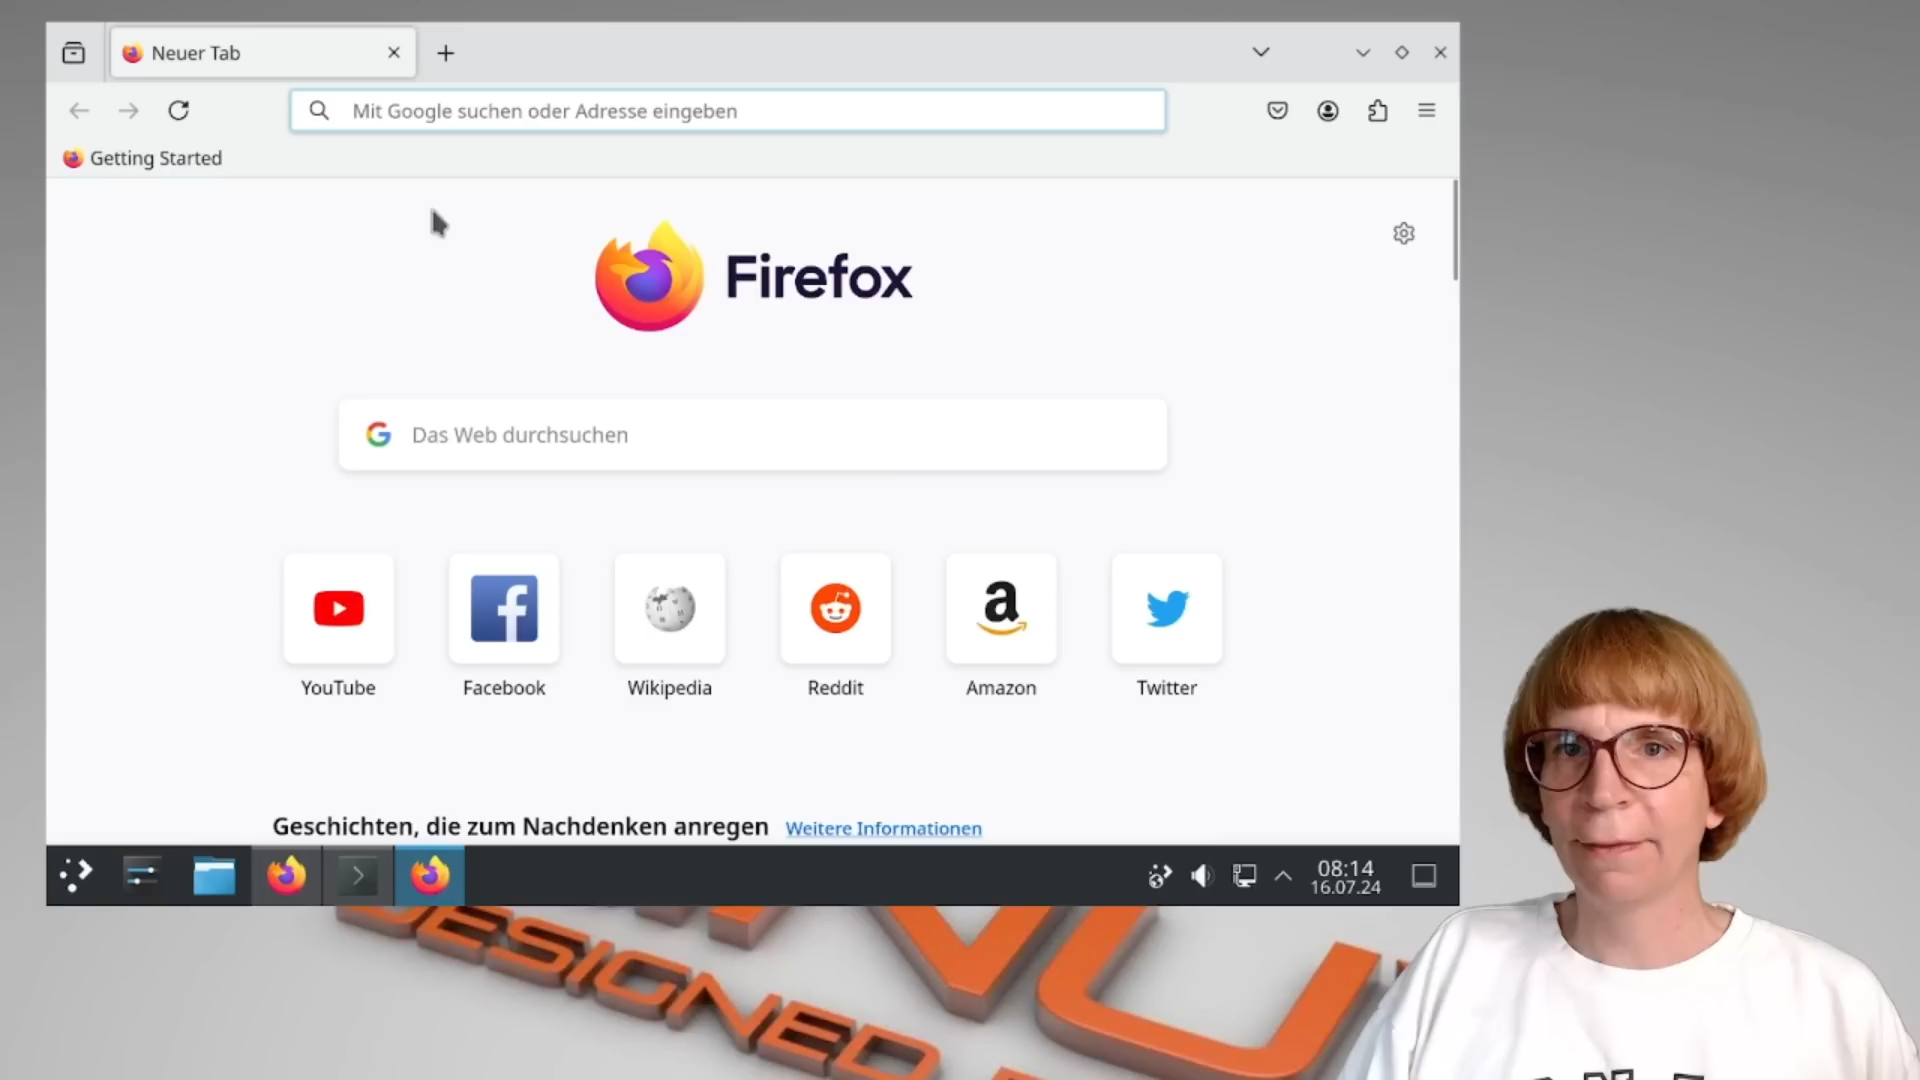 Neuer Tab
Mit Google suchen oder Adresse eingeben
Getting Started
Firefox
Das Web durchsuchen
YouTube
Facebook
Wikipedia
Reddit
Amazon
Twitter
Geschichten, die zum Nachdenken anregen Weitere Informationen
08:14
16.07.24
DESIGNED